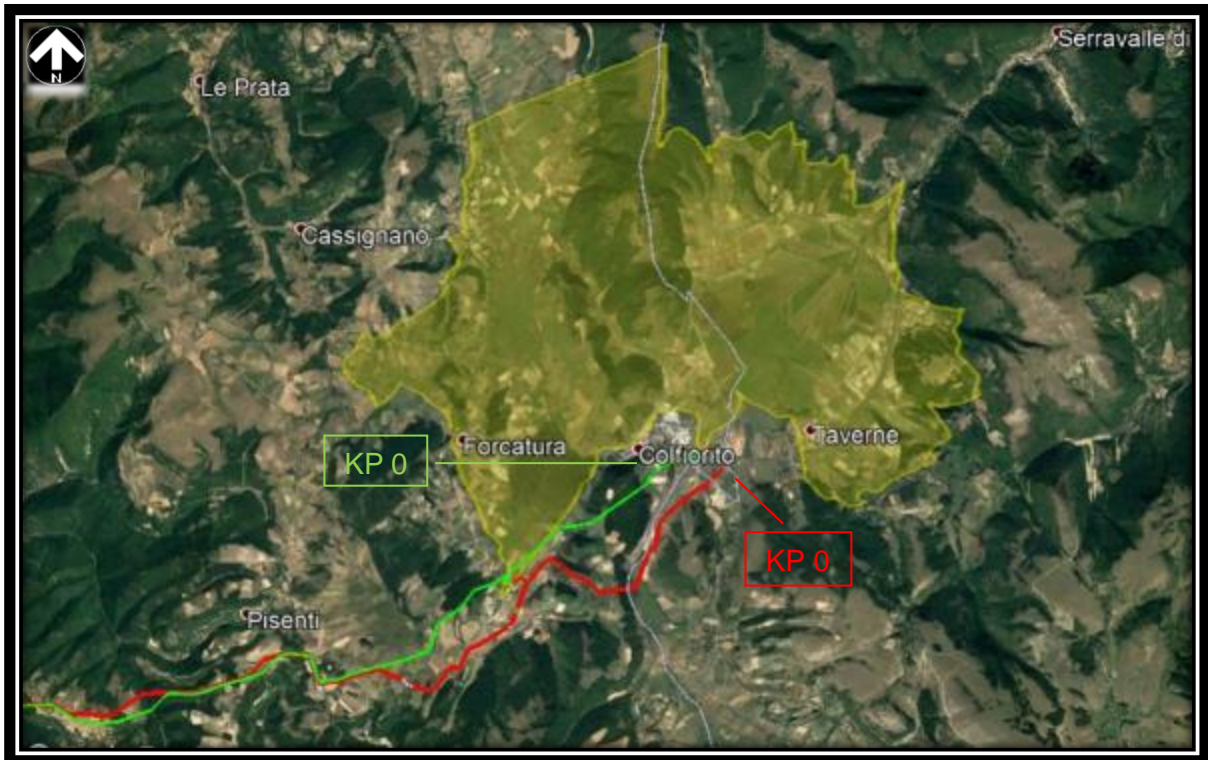 Serravalle di
N
Le Prata
Cassignano
Forcatura
Taverne
Colfiorito
KP 0
KP 0
Pisenti